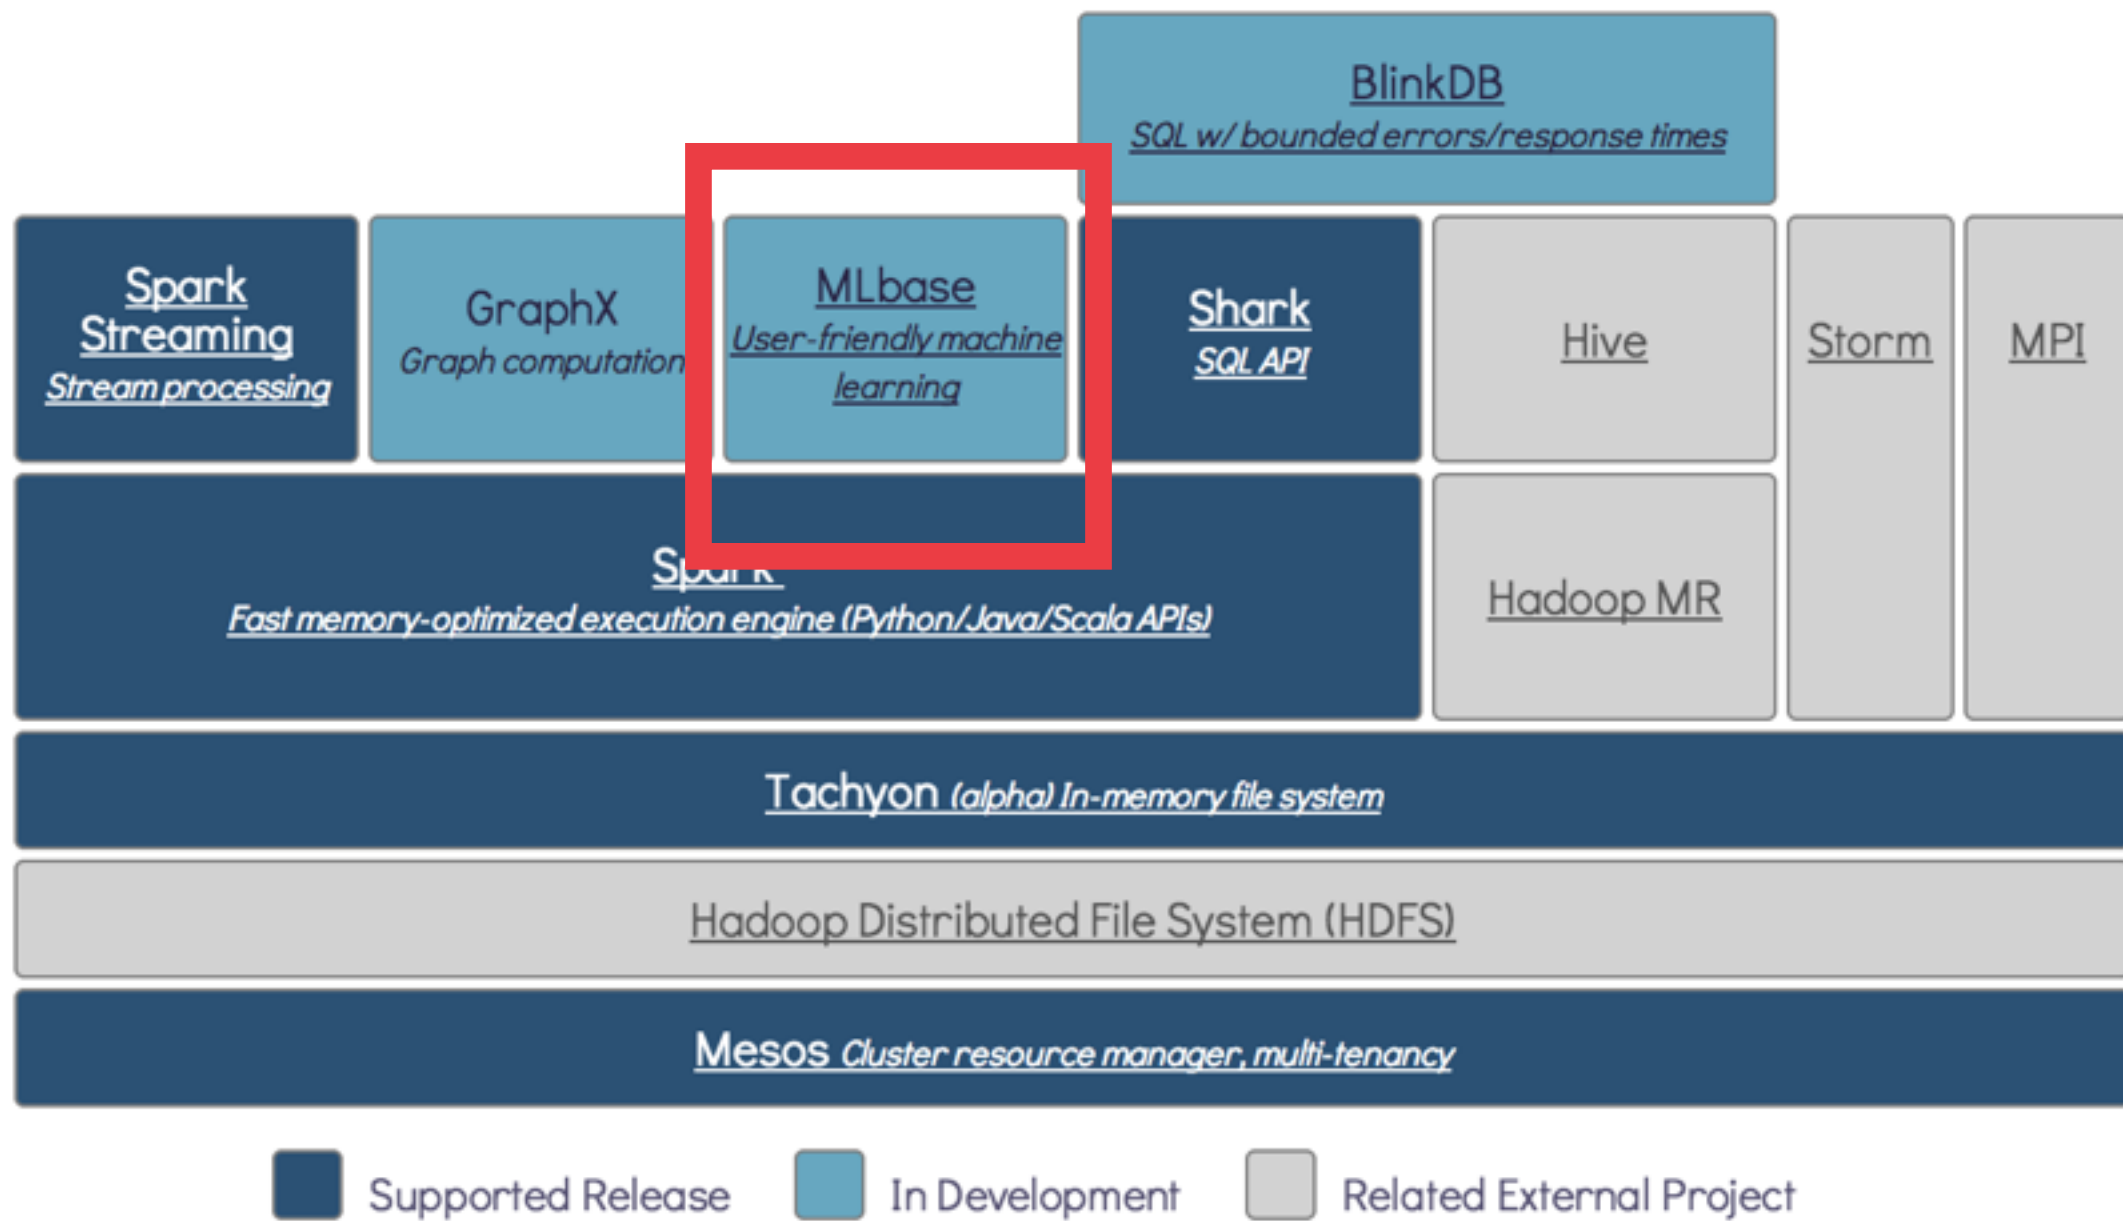 BlinkDB
SQL w/ bounded errors/response times
Spark
Streaming
Stream processing
GraphX
Graph computation
MLbase
User-friendly machine
learning
Shark
SQL API
Hive
Storm
MPI
Spark
Fast memory-optimized execution engine (Python/Java/Scala APIs)
Hadoop MR
Tachyon (alpha) In-memory file system
Hadoop Distributed File System (HDFS)
Mesos Cluster resource manager, multi-tenancy
Supported Release
In Development
Related External Project